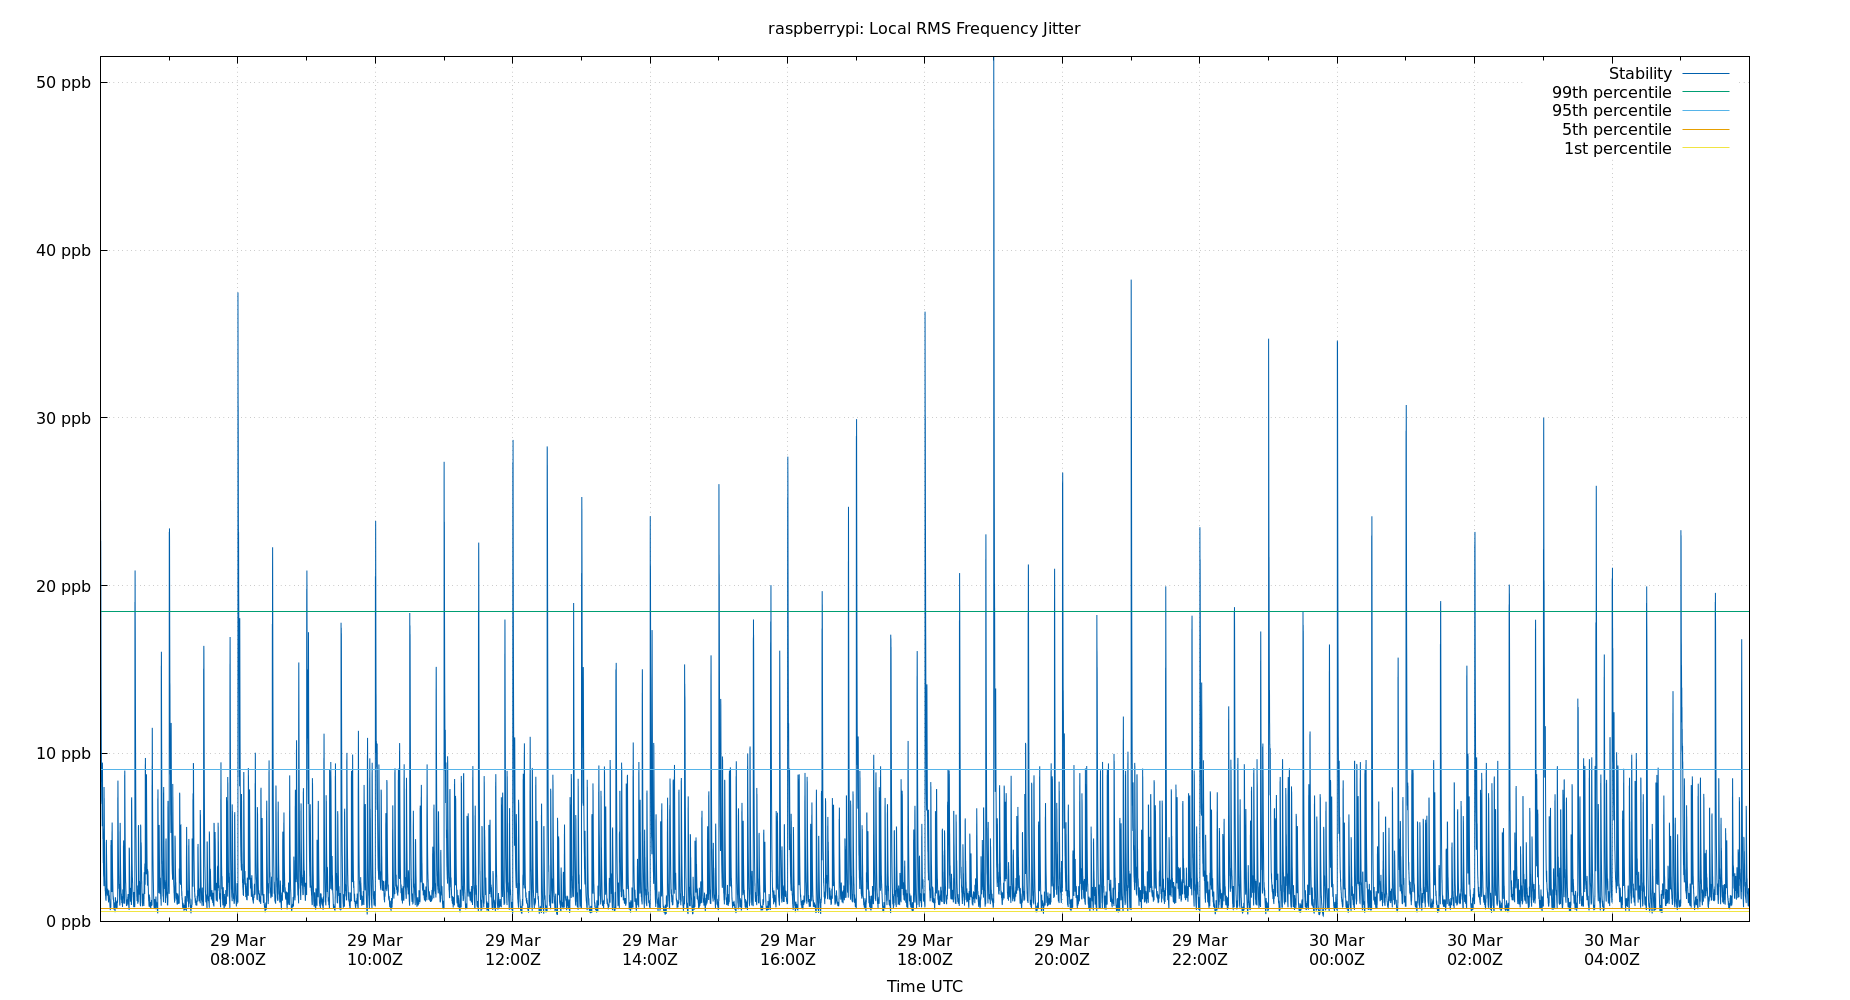 raspberrypi: Local RMS Frequency Jitter
50 ppb
40 ppb
30 ppb
20 ppb
10 ppb
0 ppb
Stability
99th percentile
95th percentile
5th percentile
1st percentile
29 Mar 29 Mar 29 Mar 29 Mar 29 Mar 29 Mar 29 Mar 29 Mar 30 Mar 30 Mar 30 Mar
08:00Z 10:00Z 12:00Z 14:00Z 16:00Z 18:00Z 20:00Z 22:00Z 00:00Z 02:00Z 04:00Z
Time UTC